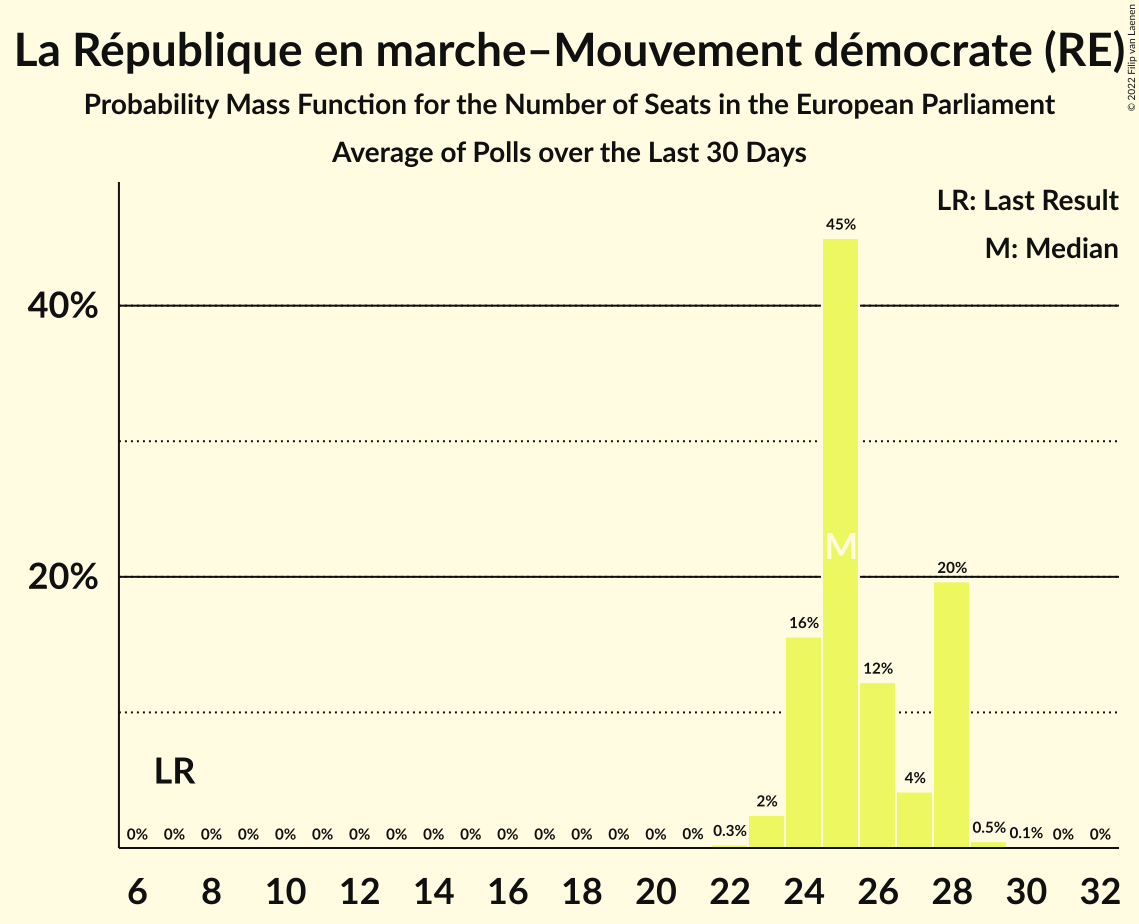 La République en marche–Mouvement démocrate (RE)
© 2022 Filip van Laenen
Probability Mass Function for the Number of Seats in the European Parliament
Average of Polls over the Last 30 Days
LR: Last Result
M: Median
45%
40%
M
20%
20%
16%
12%
LR
4%
2%
0% 0% 0% 0% 0% 0% 0% 0% 0% 0% 0% 0% 0% 0% 0% 0% 0.3% 0.5% 0.1% 0% 0%
6 8 10 12 14 16 18 20 22 24 26 28 30 32